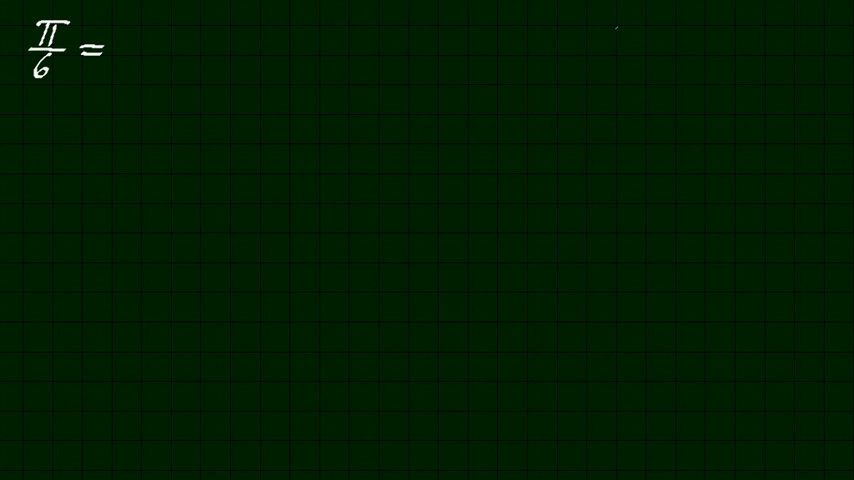 π/6 =